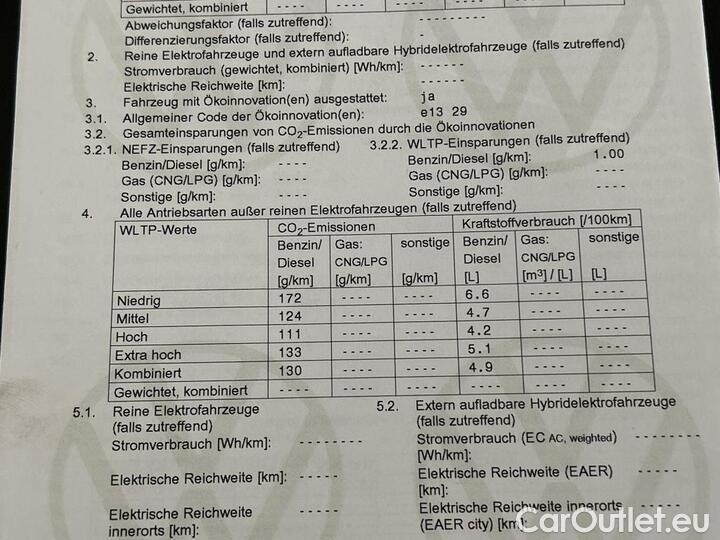 Gewichtet, kombiniert ---- ---- ---- ---- ---- ----
Abweichungsfaktor (falls zutreffend): ---------
Differenzierungsfaktor (falls zutreffend): -
2. Reine Elektrofahrzeuge und extern aufladbare Hybridelektrofahrzeuge (falls zutreffend)
Stromverbrauch (gewichtet, kombiniert) [Wh/km]: ------
Elektrische Reichweite [km]: ------
3. Fahrzeug mit Ökoinnovation(en) ausgestattet: ja
3.1. Allgemeiner Code der Ökoinnovation(en): e13 29
3.2. Gesamteinsparungen von CO2-Emissionen durch die Ökoinnovationen
3.2.1. NEFZ-Einsparungen (falls zutreffend) 3.2.2. WLTP-Einsparungen (falls zutreffend)
Benzin/Diesel [g/km]: ---- Benzin/Diesel [g/km]: 1.00
Gas (CNG/LPG) [g/km]: ---- Gas (CNG/LPG) [g/km]: ----
Sonstige [g/km]: ---- Sonstige [g/km]: ----
4. Alle Antriebsarten außer reinen Elektrofahrzeugen (falls zutreffend)
WLTP-Werte CO2-Emissionen Kraftstoffverbrauch [/100km]
Benzin/ Gas: sonstige Benzin/ Gas: sonstige
Diesel CNG/LPG Diesel CNG/LPG
[g/km] [g/km] [g/km] [L] [m³] / [L] [L]
Niedrig 172 ---- ---- 6.6 ---- ----
Mittel 124 ---- ---- 4.7 ---- ----
Hoch 111 ---- ---- 4.2 ---- ----
Extra hoch 133 ---- ---- 5.1 ---- ----
Kombiniert 130 ---- ---- 4.9 ---- ----
Gewichtet, kombiniert ---- ---- ---- ---- ---- ----
5.1. Reine Elektrofahrzeuge 5.2. Extern aufladbare Hybridelektrofahrzeuge
(falls zutreffend) (falls zutreffend)
Stromverbrauch [Wh/km]: -------- Stromverbrauch (EC AC, weighted) --------
[Wh/km]:
Elektrische Reichweite [km]: ---- Elektrische Reichweite (EAER) ----
[km]:
Elektrische Reichweite ---- Elektrische Reichweite innerorts ----
innerorts [km]: (EAER city) [km]:
CarOutlet.eu